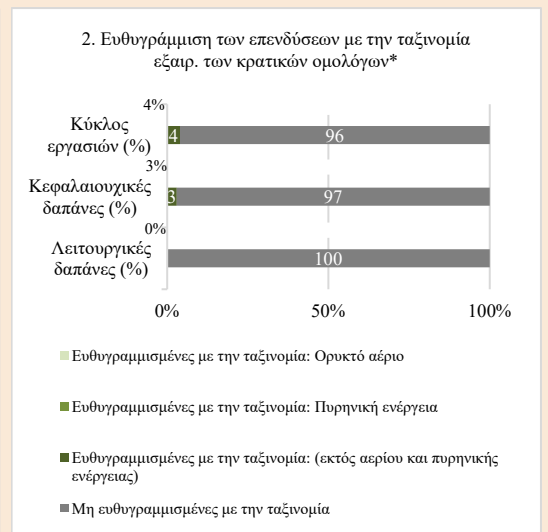 2. Ευθυγράμμιση των επενδύσεων με την ταξινομία
εξαιρ. των κρατικών ομολόγων*
4%
Κύκλος
εργασιών (%)
4
96
3%
Κεφαλαιουχικές
δαπάνες (%)
3
97
0%
Λειτουργικές
δαπάνες (%)
100
0%
50%
100%
Ευθυγραμμισμένες με την ταξινομία: Ορυκτό αέριο
Ευθυγραμμισμένες με την ταξινομία: Πυρηνική ενέργεια
Ευθυγραμμισμένες με την ταξινομία: (εκτός αερίου και πυρηνικής
ενέργειας)
Μη ευθυγραμμισμένες με την ταξινομία